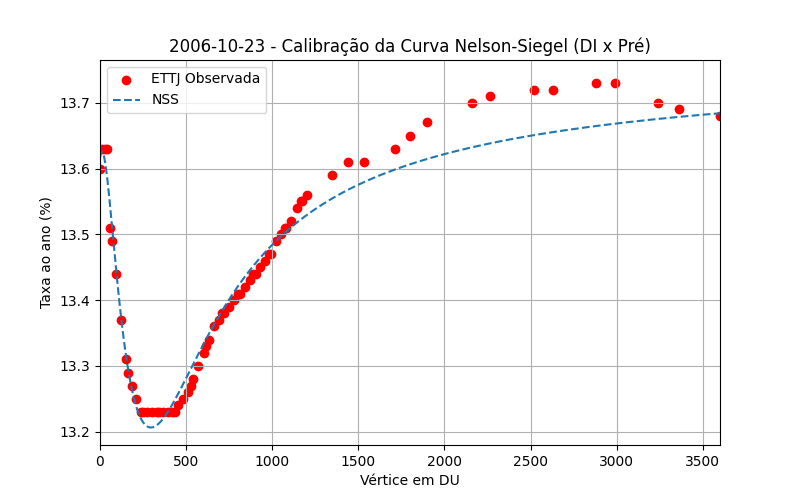 2006-10-23 - Calibração da Curva Nelson-Siegel (DI x Pré)
ETTJ Observada
NSS
Taxa ao ano (%)
13.7
13.6
13.5
13.4
13.3
13.2
0 500 1000 1500 2000 2500 3000 3500
Vértice em DU